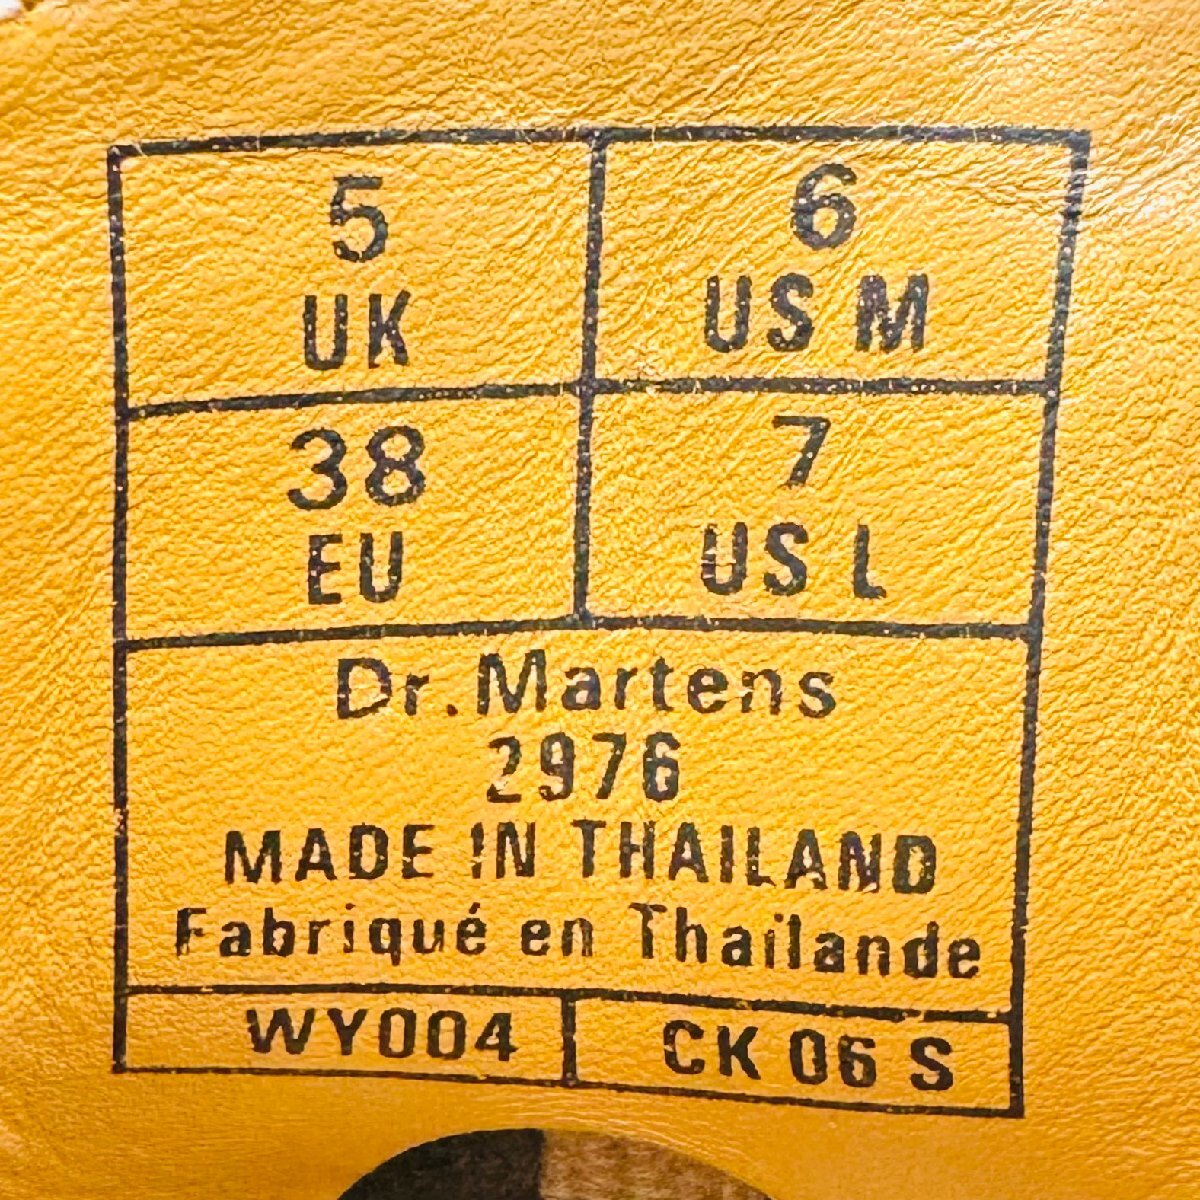 5
UK
6
US M
38
EU
7
US L
Dr. Martens
2976
MADE IN THAILAND
Fabriqué en Thailande
WY004
CK 06 S